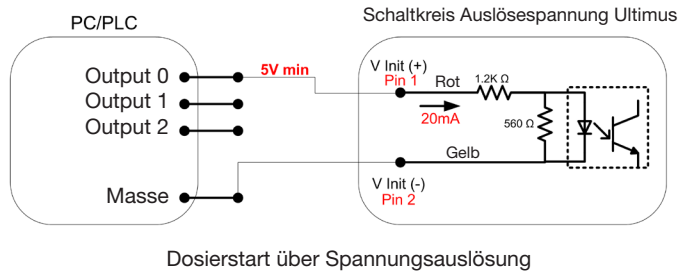 Schaltkreis Auslösespannung Ultimus
PC/PLC
Output 0
5V min
V Init (+)
Pin 1
Rot
1.2K Ω
Output 1
20mA
560 Ω
Output 2
Gelb
Masse
V Init (-)
Pin 2
Dosierstart über Spannungsauslösung